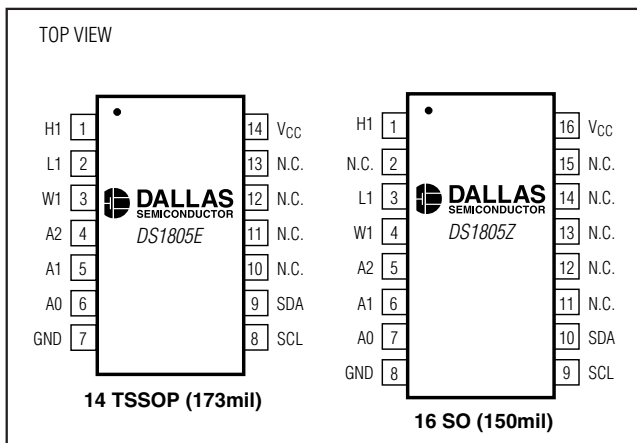 TOP VIEW
H1 1
L1 2
W1 3
A2 4
A1 5
A0 6
GND 7
14 VCC
13 N.C.
12 N.C.
11 N.C.
10 N.C.
9 SDA
8 SCL
DALLAS
SEMICONDUCTOR
DS1805E
14 TSSOP (173mil)
H1 1
N.C. 2
L1 3
W1 4
A2 5
A1 6
A0 7
GND 8
16 VCC
15 N.C.
14 N.C.
13 N.C.
12 N.C.
11 N.C.
10 SDA
9 SCL
DALLAS
SEMICONDUCTOR
DS1805Z
16 SO (150mil)